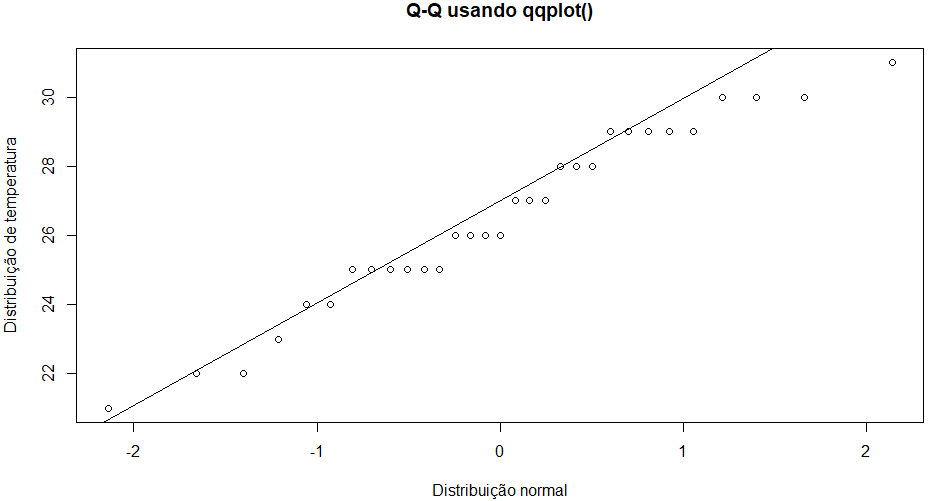 Q-Q usando qqplot()
Distribuição de temperatura
30
28
26
24
22
-2 -1 0 1 2
Distribuição normal